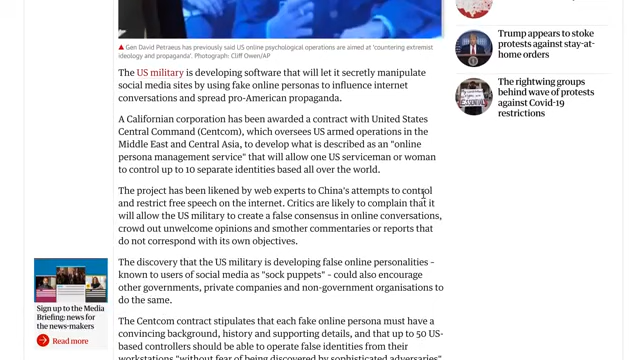 ▲ Gen David Petraeus has previously said US online psychological operations are aimed at 'countering extremist
ideology and propaganda'. Photograph: Cliff Owen/AP
The US military is developing software that will let it secretly manipulate
social media sites by using fake online personas to influence internet
conversations and spread pro-American propaganda.
A Californian corporation has been awarded a contract with United States
Central Command (Centcom), which oversees US armed operations in the
Middle East and Central Asia, to develop what is described as an "online
persona management service" that will allow one US serviceman or woman
to control up to 10 separate identities based all over the world.
The project has been likened by web experts to China's attempts to control
and restrict free speech on the internet. Critics are likely to complain that it
will allow the US military to create a false consensus in online conversations,
crowd out unwelcome opinions and smother commentaries or reports that
do not correspond with its own objectives.
The discovery that the US military is developing false online personalities –
known to users of social media as "sock puppets" – could also encourage
other governments, private companies and non-government organisations to
do the same.
The Centcom contract stipulates that each fake online persona must have a
convincing background, history and supporting details, and that up to 50 US-
based controllers should be able to operate false identities from their
workstations "without fear of being discovered by sophisticated adversaries"
Sign up to the Media
Briefing: news for
the news-makers
Read more
Trump appears to stoke
protests against stay-at-
home orders
The rightwing groups
behind wave of protests
against Covid-19
restrictions